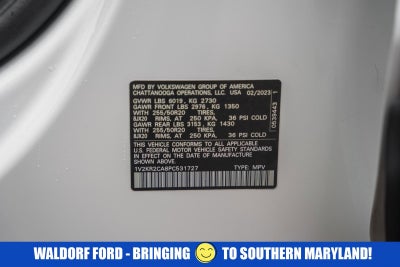 MFD BY VOLKSWAGEN GROUP OF AMERICA
CHATTANOOGA OPERATIONS, LLC. USA 02/2023
GVWR LBS 6019, KG 2730
GAWR FRONT LBS 2976, KG 1350
WITH 255/50R20 TIRES,
8JX20 RIMS, AT 250 KPA, 36 PSI COLD
GAWR REAR LBS 3153, KG 1430
WITH 255/50R20 TIRES,
8JX20 RIMS, AT 250 KPA, 36 PSI COLD
THIS VEHICLE CONFORMS TO ALL APPLICABLE
U.S. FEDERAL MOTOR VEHICLE SAFETY AND
THEFT PREVENTION STANDARDS IN EFFECT ON THE
DATE OF MANUFACTURE SHOWN ABOVE.
1V2KR2CA8PC531727 TYPE: MPV
WALDORF FORD - BRINGING 😊 TO SOUTHERN MARYLAND!